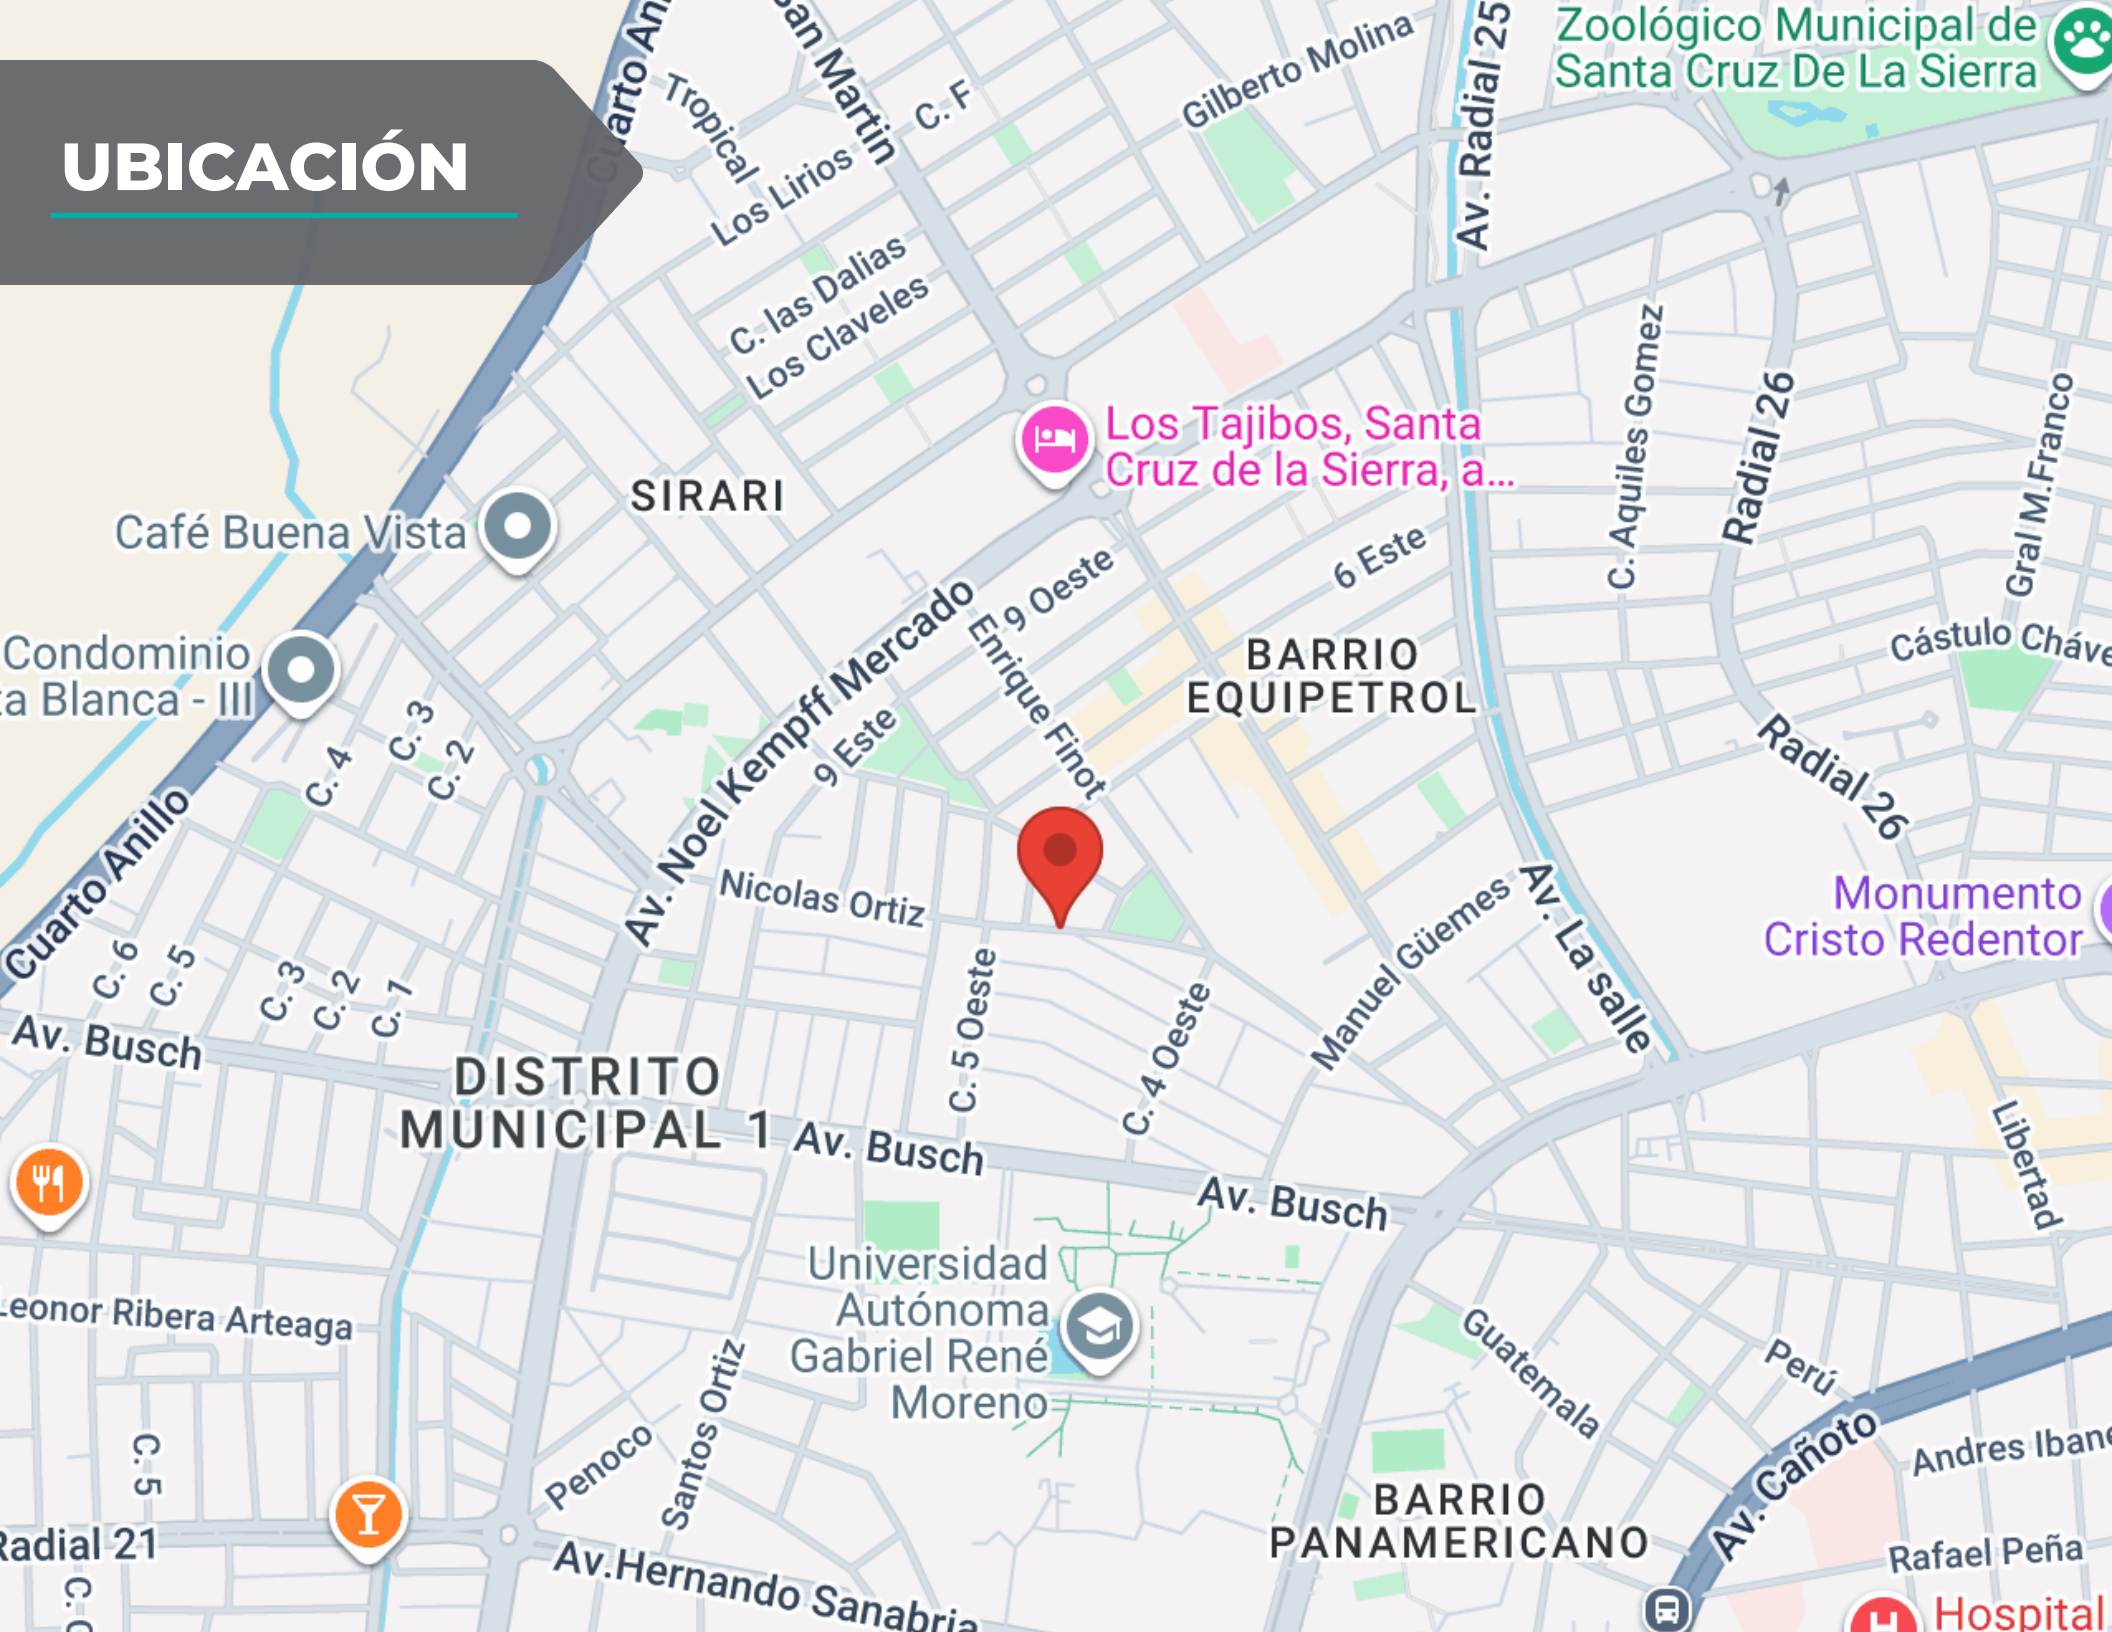 UBICACIÓN
Cuarto Ani
San Martin
Tropical
C. F
Los Lirios
Gilberto Molina
Av. Radial 25
Zoológico Municipal de
Santa Cruz De La Sierra
C. las Dalias
Los Claveles
Los Tajibos, Santa
Cruz de la Sierra, a...
SIRARI
Café Buena Vista
C. Aquiles Gomez
Radial 26
Gral M.Franco
6 Este
9 Oeste
Enrique Finot
Av. Noel Kempff Mercado
9 Este
BARRIO
EQUIPETROL
Cástulo Cháve
Condominio
ta Blanca - III
C. 4
C. 3
C. 2
Radial 26
Cuarto Anillo
Nicolas Ortiz
Manuel Güemes
Av. La salle
Monumento
Cristo Redentor
C. 6
C. 5
C. 3
C. 2
C. 1
C. 5 Oeste
C. 4 Oeste
Av. Busch
DISTRITO
MUNICIPAL 1
Av. Busch
Av. Busch
Libertad
Universidad
Autónoma
Gabriel René
Moreno
Leonor Ribera Arteaga
Guatemala
Perú
Santos Ortiz
Penoco
C. 5
Av. Cañoto
Andres Ibane
BARRIO
PANAMERICANO
Radial 21
Av.Hernando Sanabria
Rafael Peña
H
Hospital